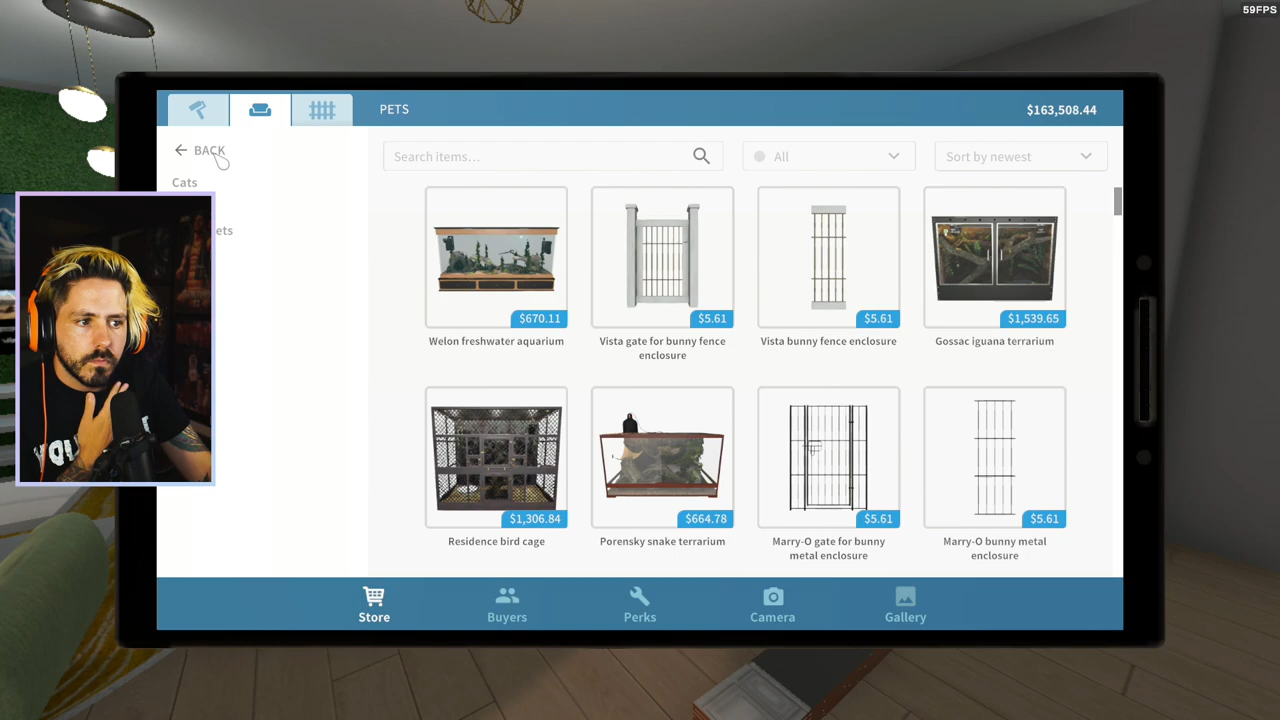 59FPS
PETS
$163,508.44
BACK
Search items...
All
Sort by newest
Cats
ets
$670.11
$5.61
$5.61
$1,539.65
Welon freshwater aquarium
Vista gate for bunny fence
enclosure
Vista bunny fence enclosure
Gossac iguana terrarium
$1,306.84
$664.78
$5.61
$5.61
Residence bird cage
Porensky snake terrarium
Marry-O gate for bunny
metal enclosure
Marry-O bunny metal
enclosure
Store
Buyers
Perks
Camera
Gallery